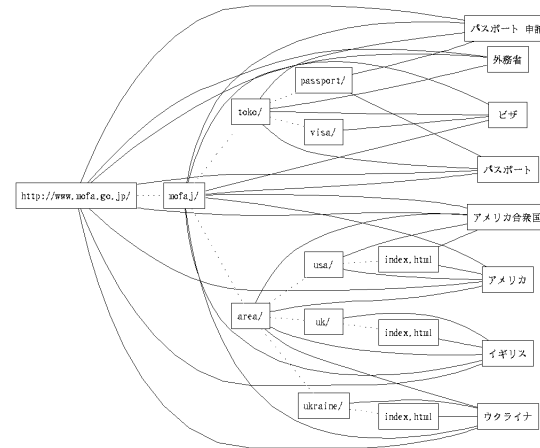 パスポート 申請
外務省
passport/
toko/
ビザ
visa/
パスポート
http://www.mofa.go.jp/
mofaj/
アメリカ合衆国
usa/
index.html
アメリカ
area/
uk/
index.html
イギリス
ukraine/
index.html
ウクライナ